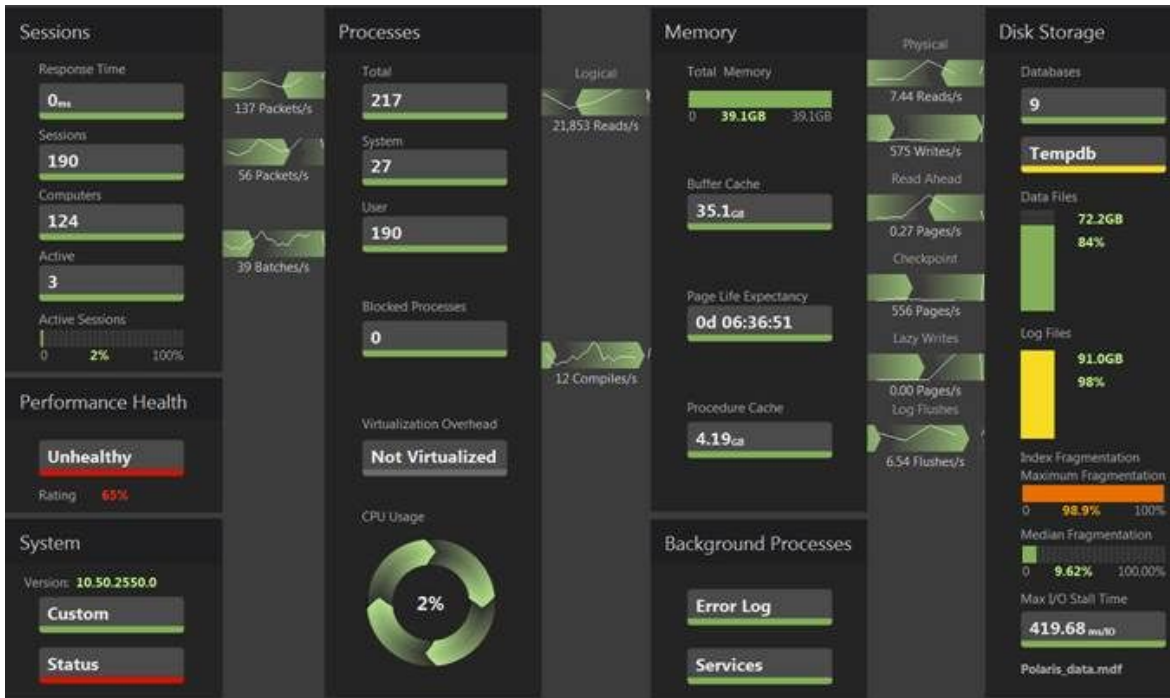 Sessions
Response Time
0ms
Sessions
190
Computers
124
Active
3
Active Sessions
0 2% 100%
Performance Health
Unhealthy
Rating 65%
System
Version: 10.50.2550.0
Custom
Status
137 Packets/s
56 Packets/s
39 Batches/s
Processes
Total
217
System
27
User
190
Blocked Processes
0
Virtualization Overhead
Not Virtualized
CPU Usage
2%
Logical
21,853 Reads/s
12 Compiles/s
Memory
Total Memory
0 39.1GB 39.1GB
Buffer Cache
35.1GB
Page Life Expectancy
0d 06:36:51
Procedure Cache
4.19GB
Background Processes
Error Log
Services
Physical
7.44 Reads/s
575 Writes/s
Read Ahead
0.27 Pages/s
Checkpoint
556 Pages/s
Lazy Writes
0.00 Pages/s
Log Flushes
6.54 Flushes/s
Disk Storage
Databases
9
Tempdb
Data Files
72.2GB
84%
Log Files
91.0GB
98%
Index Fragmentation
Maximum Fragmentation
0 98.9% 100%
Median Fragmentation
0 9.62% 100.00%
Max I/O Stall Time
419.68 ms/IO
Polaris_data.mdf